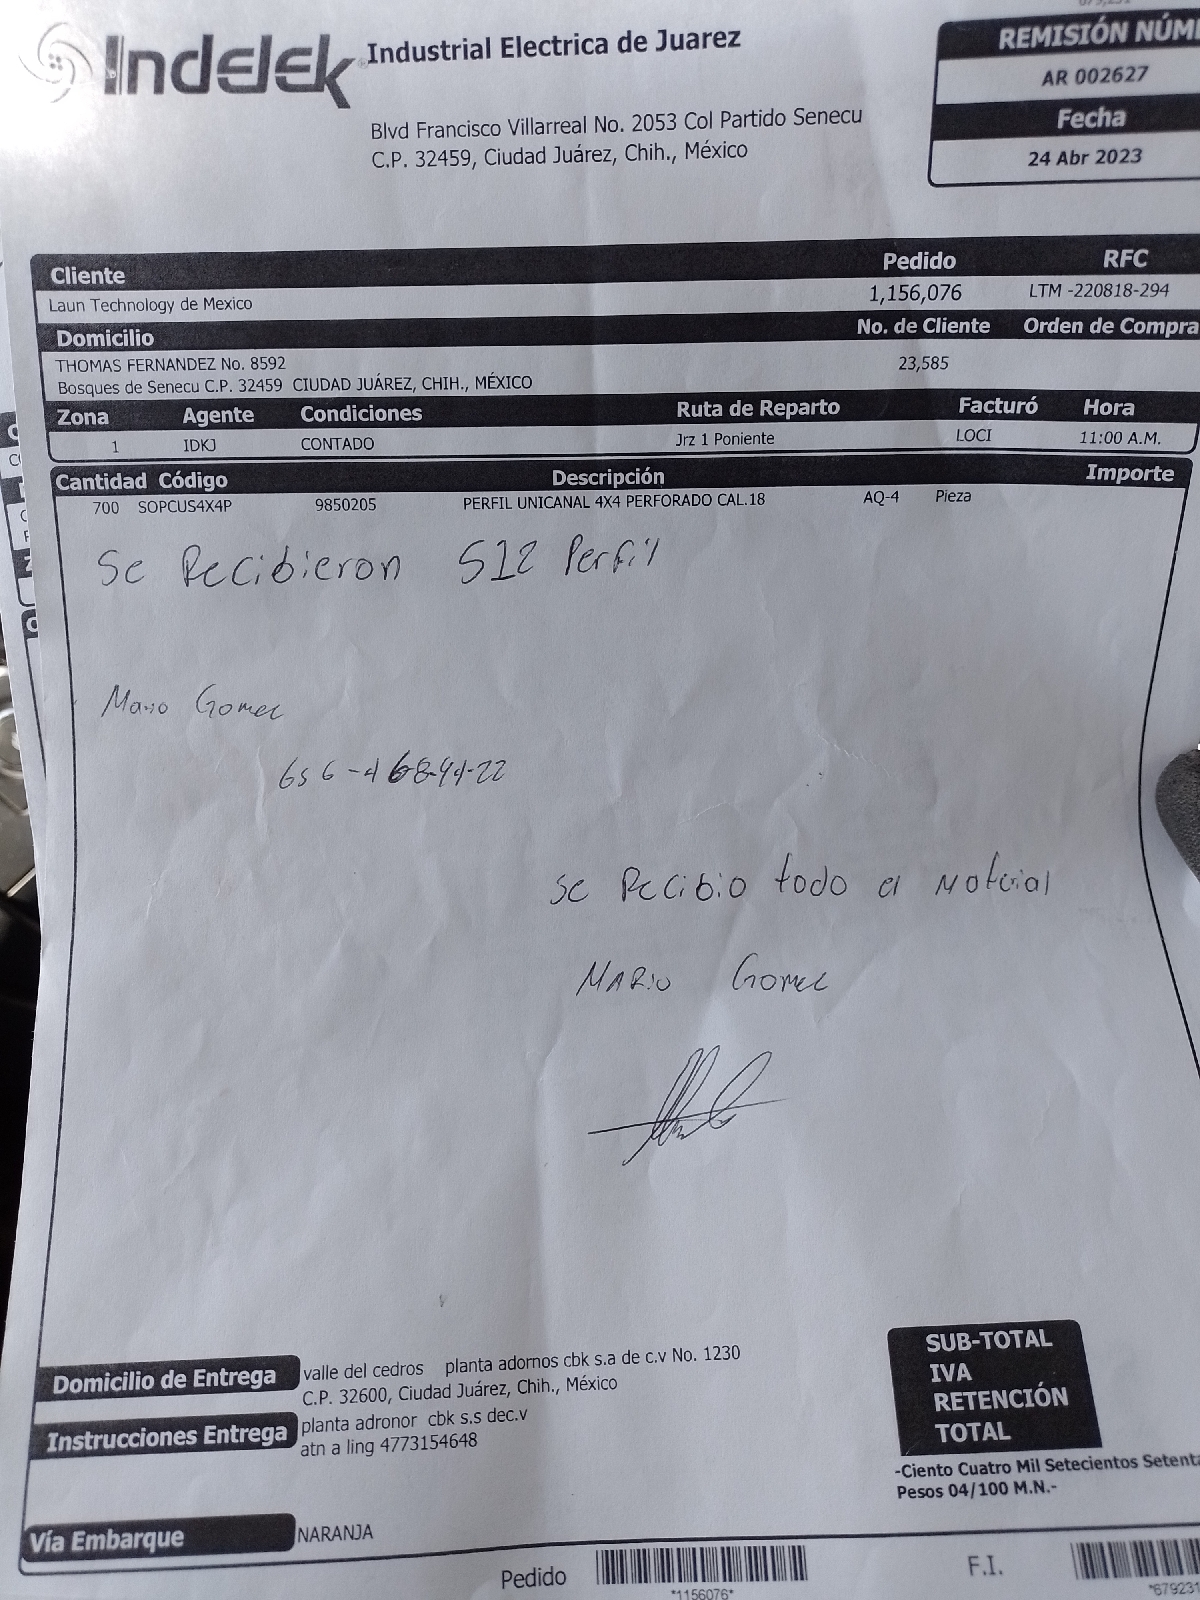 Indelek Industrial Electrica de Juarez
Blvd Francisco Villarreal No. 2053 Col Partido Senecu
C.P. 32459, Ciudad Juárez, Chih., México
REMISIÓN NÚM
AR 002627
Fecha
24 Abr 2023
Cliente Pedido RFC
Laun Technology de Mexico 1,156,076 LTM -220818-294
Domicilio No. de Cliente Orden de Compra
THOMAS FERNANDEZ No. 8592 23,585
Bosques de Senecu C.P. 32459 CIUDAD JUÁREZ, CHIH., MÉXICO
Zona Agente Condiciones Ruta de Reparto Facturó Hora
1 IDKJ CONTADO Jrz 1 Poniente LOCI 11:00 A.M.
Cantidad Código Descripción Importe
700 SOPCUS4X4P 9850205 PERFIL UNICANAL 4X4 PERFORADO CAL.18 AQ-4 Pieza
Se Recibieron 512 Perfil
Mario Gomez
656-468-94-22
Se Recibio todo el Material
MARIO Gomez
Domicilio de Entrega valle del cedros planta adornos cbk s.a de c.v No. 1230
C.P. 32600, Ciudad Juárez, Chih., México
Instrucciones Entrega planta adronor cbk s.s dec.v
atn a ling 4773154648
SUB-TOTAL
IVA
RETENCIÓN
TOTAL
-Ciento Cuatro Mil Setecientos Setenta
Pesos 04/100 M.N.-
Vía Embarque NARANJA
Pedido *1156076* F.I. *679231